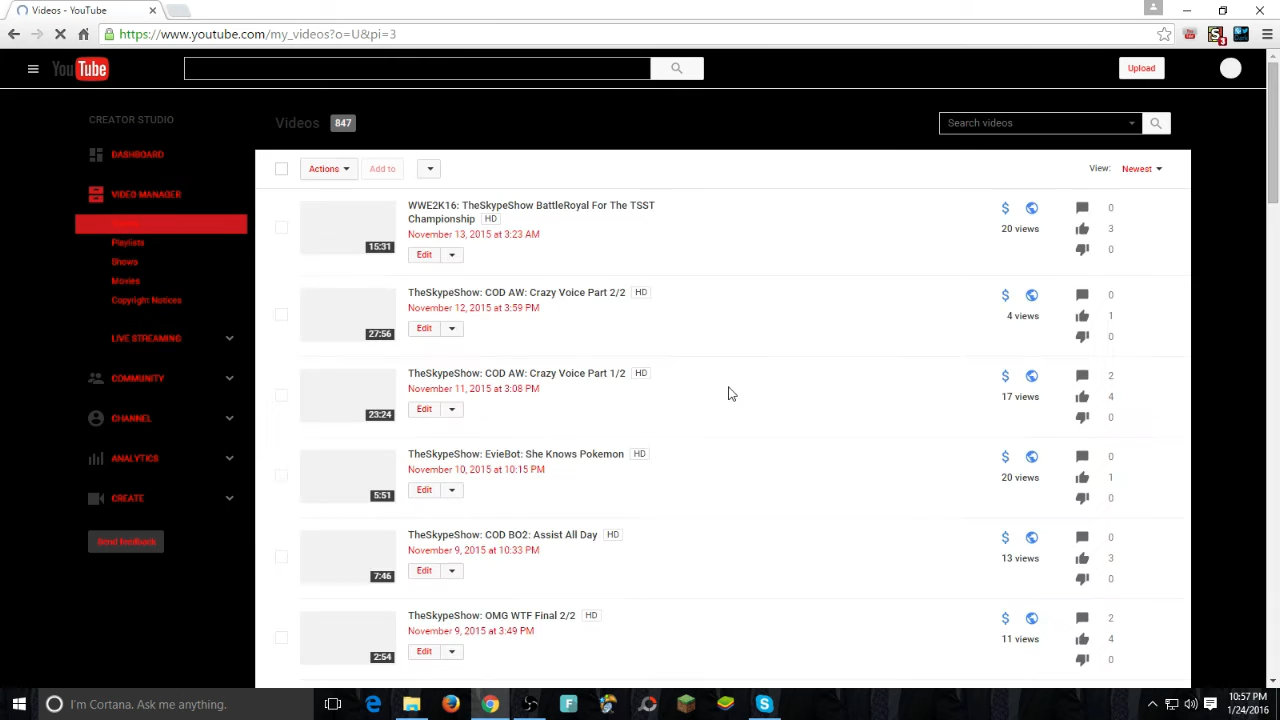 Videos - YouTube
https://www.youtube.com/my_videos?o=U&pi=3
YouTube
Upload
CREATOR STUDIO
DASHBOARD
VIDEO MANAGER
Playlists
Shows
Movies
Copyright Notices
LIVE STREAMING
COMMUNITY
CHANNEL
ANALYTICS
CREATE
Send feedback
Videos 847
Search videos
Actions
Add to
View: Newest
WWE2K16: TheSkypeShow BattleRoyal For The TSST
Championship HD
November 13, 2015 at 3:23 AM
Edit
15:31
20 views
0
3
0
TheSkypeShow: COD AW: Crazy Voice Part 2/2 HD
November 12, 2015 at 3:59 PM
Edit
27:56
4 views
0
1
0
TheSkypeShow: COD AW: Crazy Voice Part 1/2 HD
November 11, 2015 at 3:08 PM
Edit
23:24
17 views
2
4
0
TheSkypeShow: EvieBot: She Knows Pokemon HD
November 10, 2015 at 10:15 PM
Edit
5:51
20 views
0
1
0
TheSkypeShow: COD BO2: Assist All Day HD
November 9, 2015 at 10:33 PM
Edit
7:46
13 views
0
3
0
TheSkypeShow: OMG WTF Final 2/2 HD
November 9, 2015 at 3:49 PM
Edit
2:54
11 views
2
4
0
I'm Cortana. Ask me anything.
10:57 PM
1/24/2016